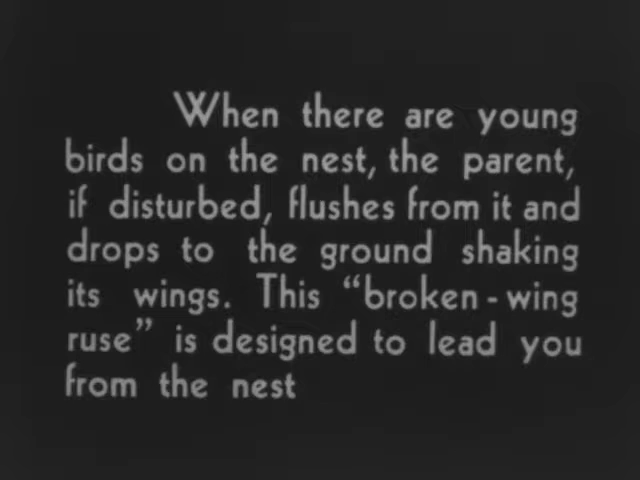 When there are young
birds on the nest, the parent,
if disturbed, flushes from it and
drops to the ground shaking
its wings. This “broken-wing
ruse” is designed to lead you
from the nest